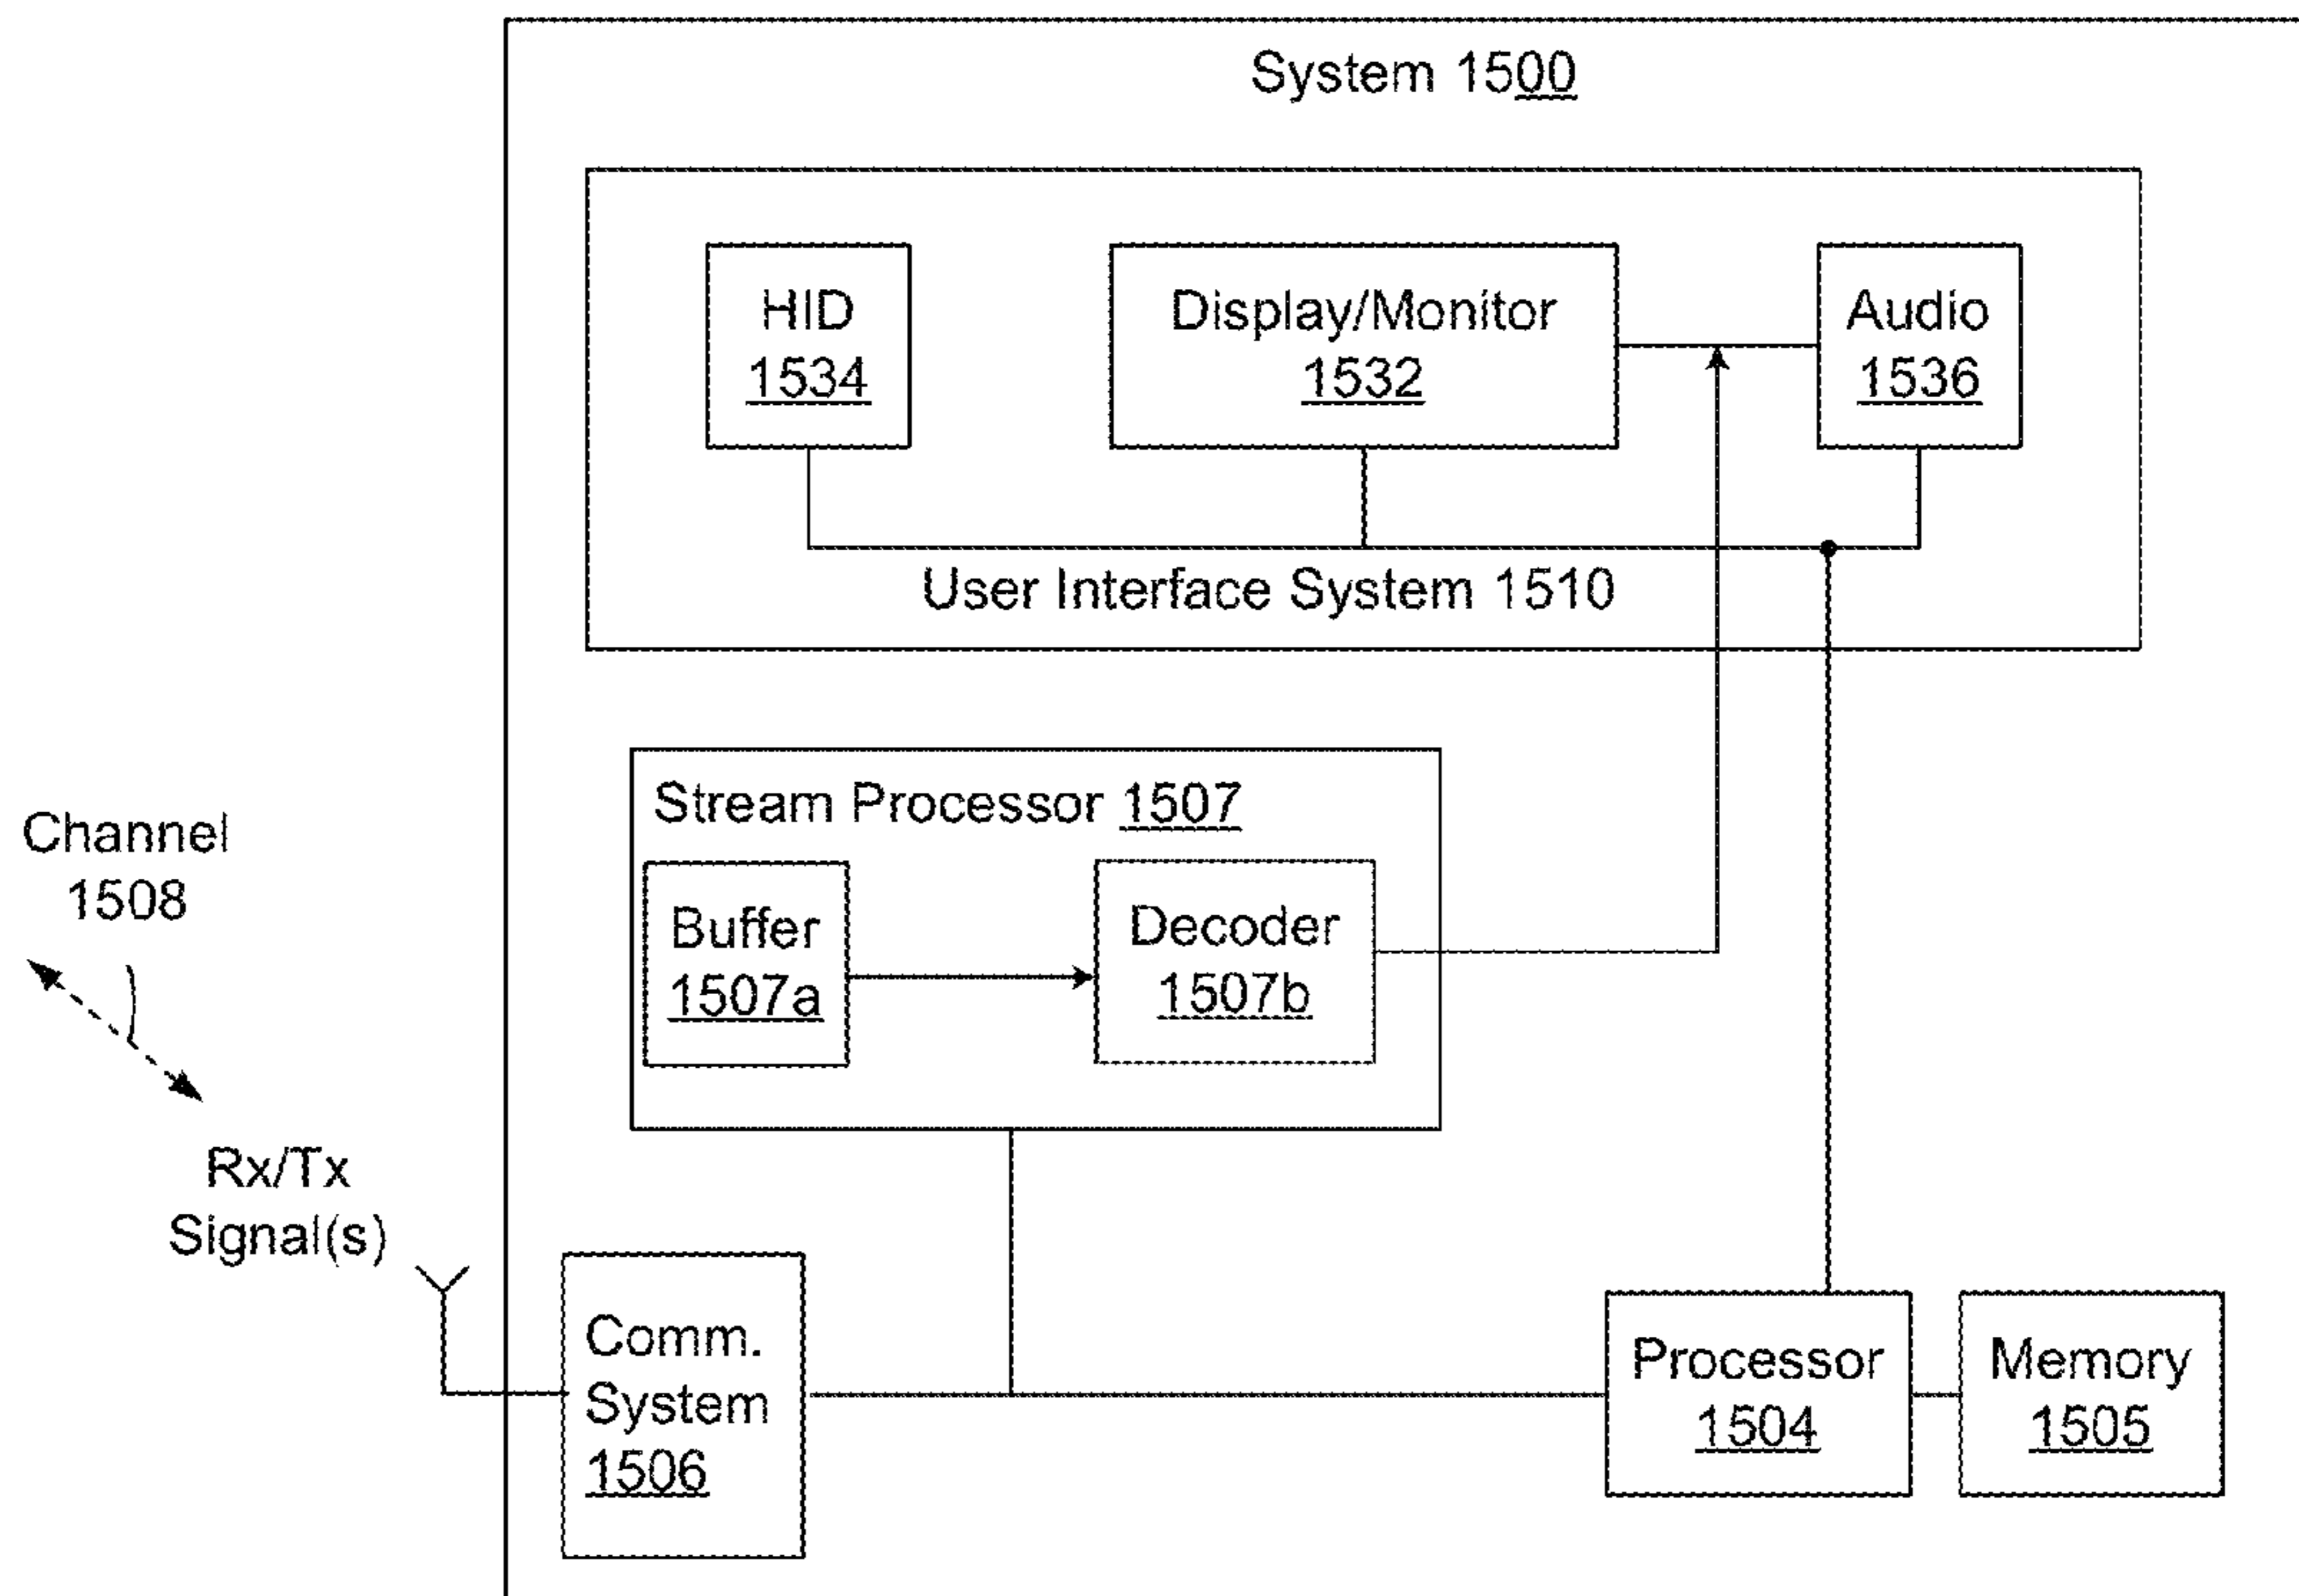 System 1500
HID
1534
Display/Monitor
1532
Audio
1536
User Interface System 1510
Stream Processor 1507
Buffer
1507a
Decoder
1507b
Channel
1508
Rx/Tx
Signal(s)
Comm.
System
1506
Processor
1504
Memory
1505